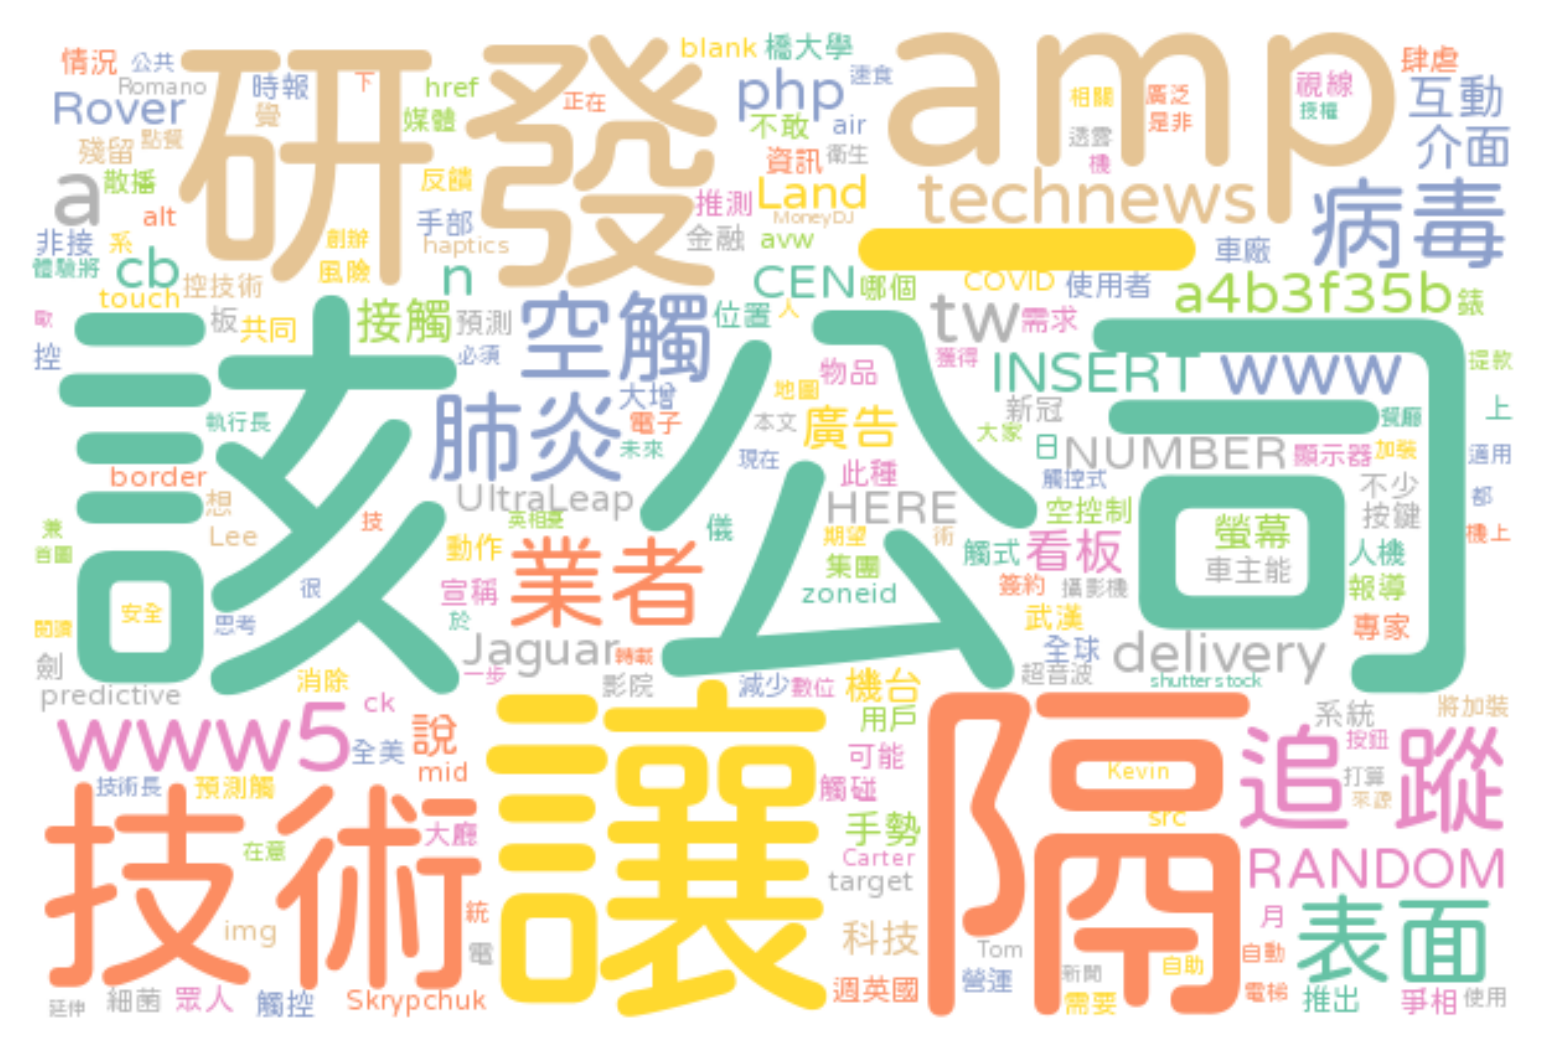 情況
公共
Romano
Rover
時報
覺
下
href
媒體
正在
blank
橋大學
php
速食
不敢
air
資訊
衛生
amp
相關
廣泛
是非
透露
機
視線
授權
肆虐
互動
介面
研發
殘留
點餐
a
散播
alt
非接
系
體驗將
cb
控技術
touch
創辦
風險
反饋
手部
haptics
n
推測
Land
MoneyDJ
金融
avw
technews
病毒
車廠
CEN
哪個
COVID
使用者
a4b3f35b
錶
歐
控
板
共同
接觸
預測
必須
空觸
位置
人
tw
需求
獲得
INSERT
www
提款
該公司
執行長
肺炎
大增
電子
未來
物品
地圖
本文
廣告
現在
此種
新冠
大家
日
NUMBER
顯示器
加裝
餐廳
上
適用
border
想
Lee
技
很
思考
安全
兼
首圖
閱讀
劍
predictive
UltraLeap
英相憂
動作
業者
儀
宣稱
於
Jaguar
轉載
一步
HERE
期望
集團
術
zoneid
觸控式
空控制
觸式
看板
簽約
攝影機
武漢
全球
超音波
不少
按鍵
螢幕
車主能
都
機上
人機
報導
專家
delivery
shutterstock
消除
ck
www5
全美
說
mid
技術長
預測觸
影院
減少
數位
機台
用戶
可能
觸碰
手勢
Carter
target
系統
將加裝
追蹤
按鈕
打算
來源
Kevin
src
技術
大廳
在意
img
統
電
讓
隔
RANDOM
科技
Tom
月
表面
自動
自助
電梯
延伸
細菌
眾人
觸控
Skrypchuk
週英國
營運
新聞
需要
推出
爭相
使用